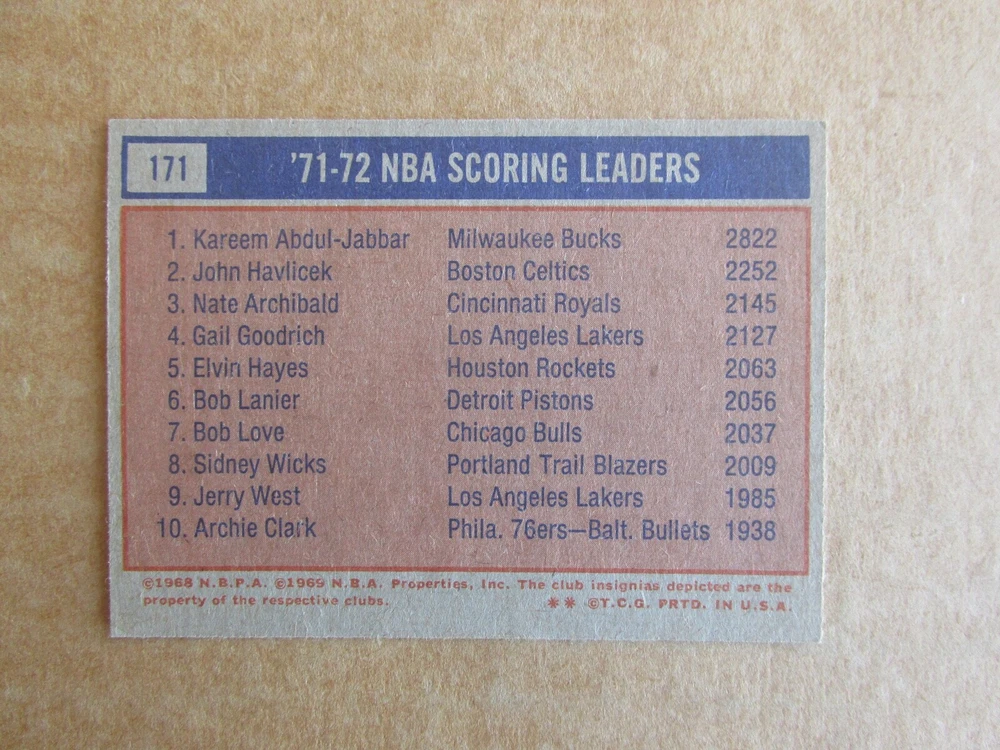 171 '71-72 NBA SCORING LEADERS
1. Kareem Abdul-Jabbar Milwaukee Bucks 2822
2. John Havlicek Boston Celtics 2252
3. Nate Archibald Cincinnati Royals 2145
4. Gail Goodrich Los Angeles Lakers 2127
5. Elvin Hayes Houston Rockets 2063
6. Bob Lanier Detroit Pistons 2056
7. Bob Love Chicago Bulls 2037
8. Sidney Wicks Portland Trail Blazers 2009
9. Jerry West Los Angeles Lakers 1985
10. Archie Clark Phila. 76ers—Balt. Bullets 1938
©1968 N.B.P.A. ©1969 N.B.A. Properties, Inc. The club insignias depicted are the
property of the respective clubs. ** ©T.C.G. PRTD. IN U.S.A.